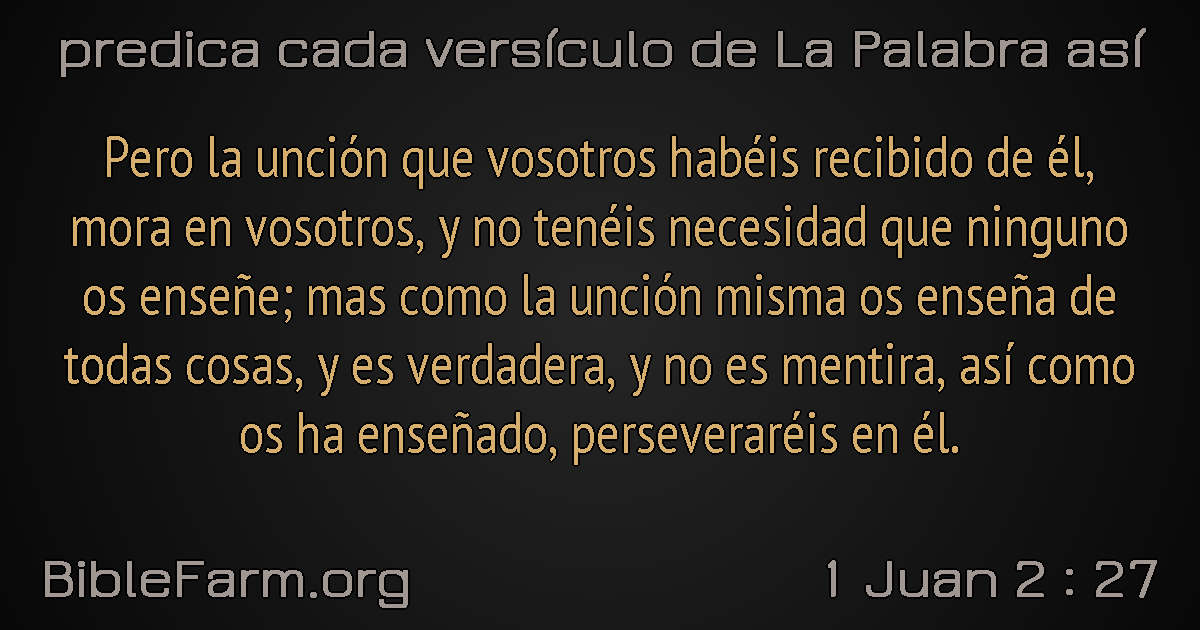 predica cada versículo de La Palabra así
Pero la unción que vosotros habéis recibido de él,
mora en vosotros, y no tenéis necesidad que ninguno
os enseñe; mas como la unción misma os enseña de
todas cosas, y es verdadera, y no es mentira, así como
os ha enseñado, perseveraréis en él.
BibleFarm.org
1 Juan 2 : 27